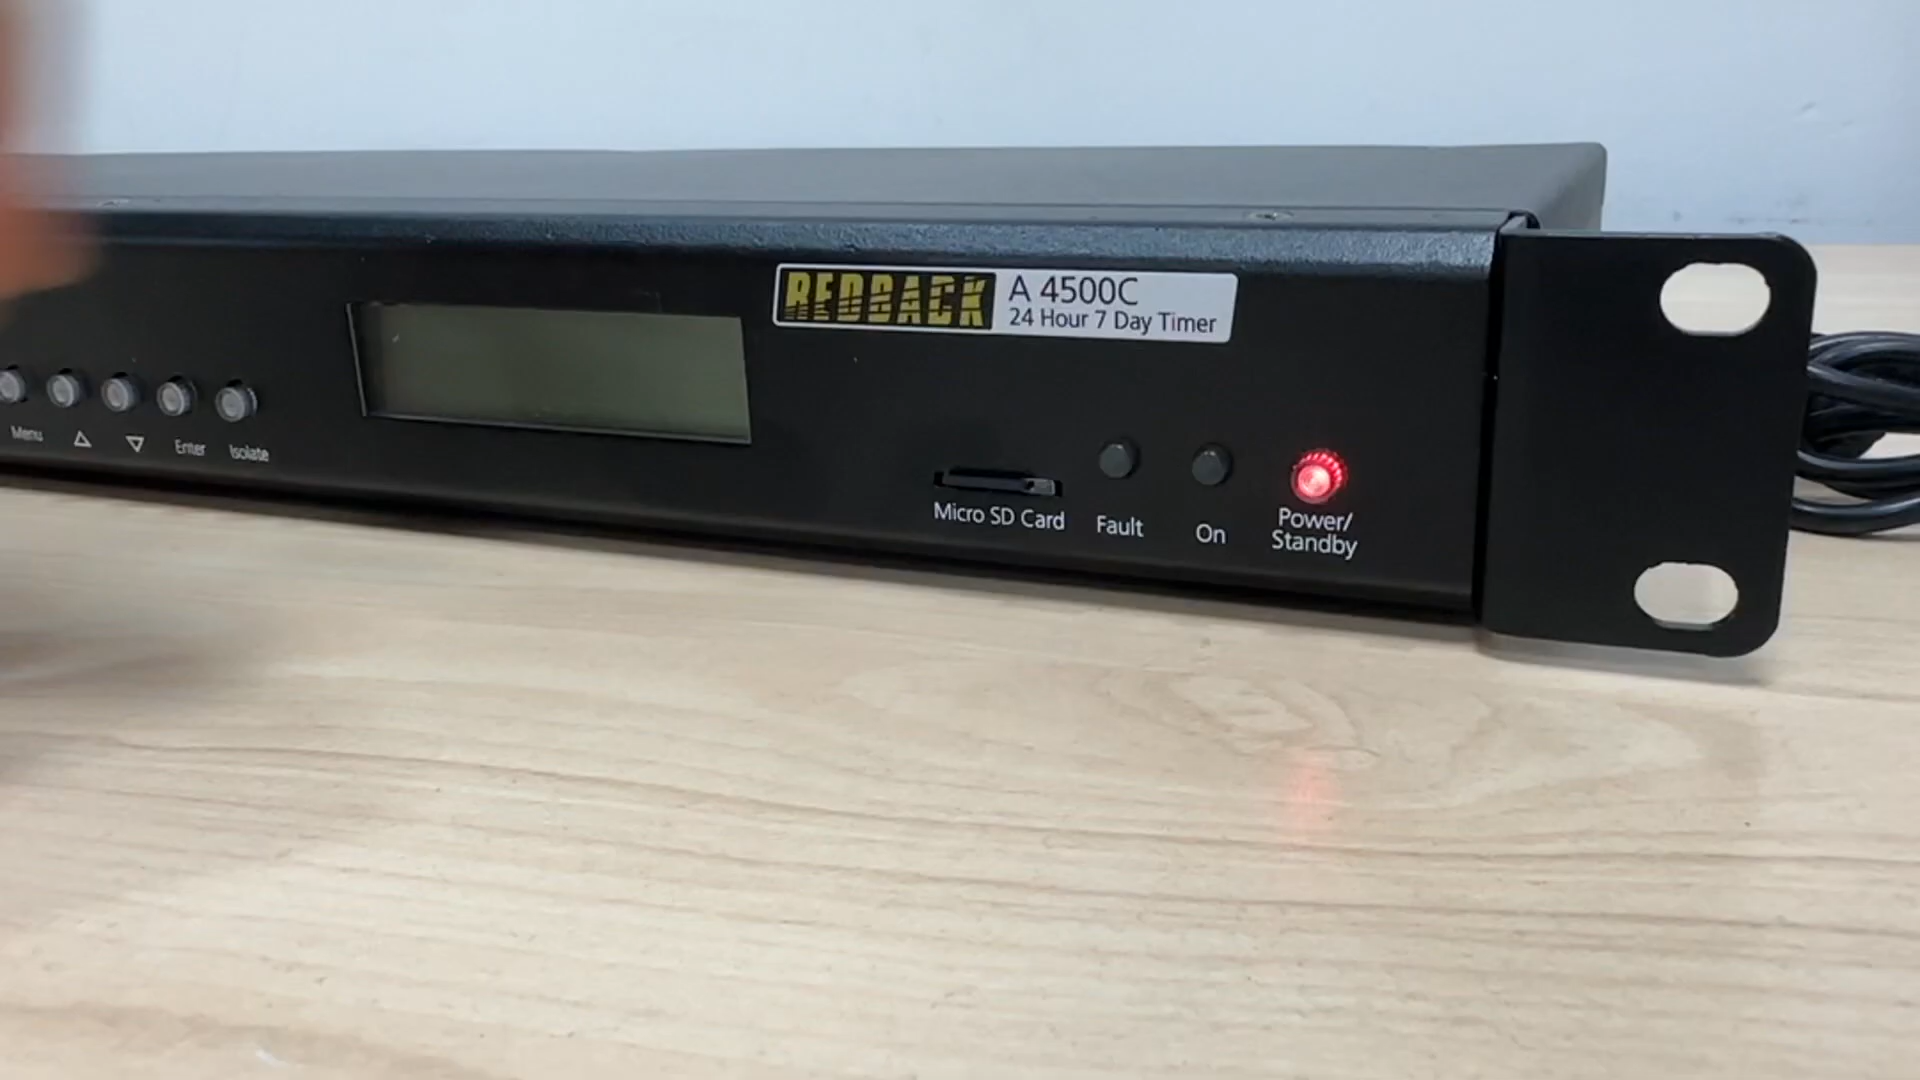 REDBACK
A 4500C
24 Hour 7 Day Timer
Menu
Enter
Isolate
Micro SD Card
Fault
On
Power/
Standby